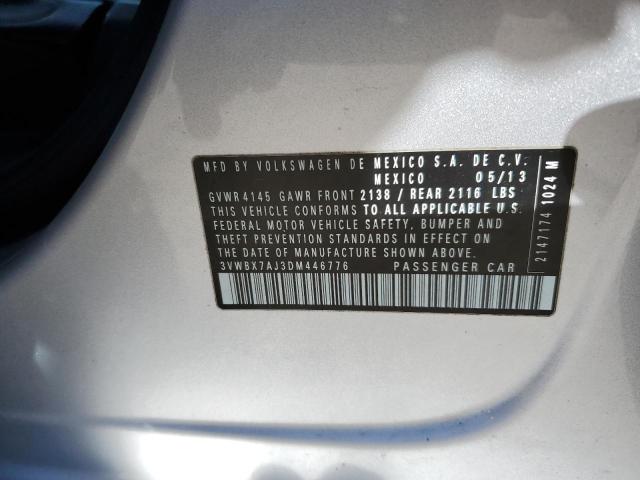 MFD BY VOLKSWAGEN DE MEXICO S.A. DE C.V.
MEXICO 05/13
GVWR 4145 GAWR FRONT 2138 / REAR 2116 LBS
THIS VEHICLE CONFORMS TO ALL APPLICABLE U.S.
FEDERAL MOTOR VEHICLE SAFETY, BUMPER AND
THEFT PREVENTION STANDARDS IN EFFECT ON
THE DATE OF MANUFACTURE SHOWN ABOVE.
3VWBX7AJ3DM446776 PASSENGER CAR
2147174 1024 M